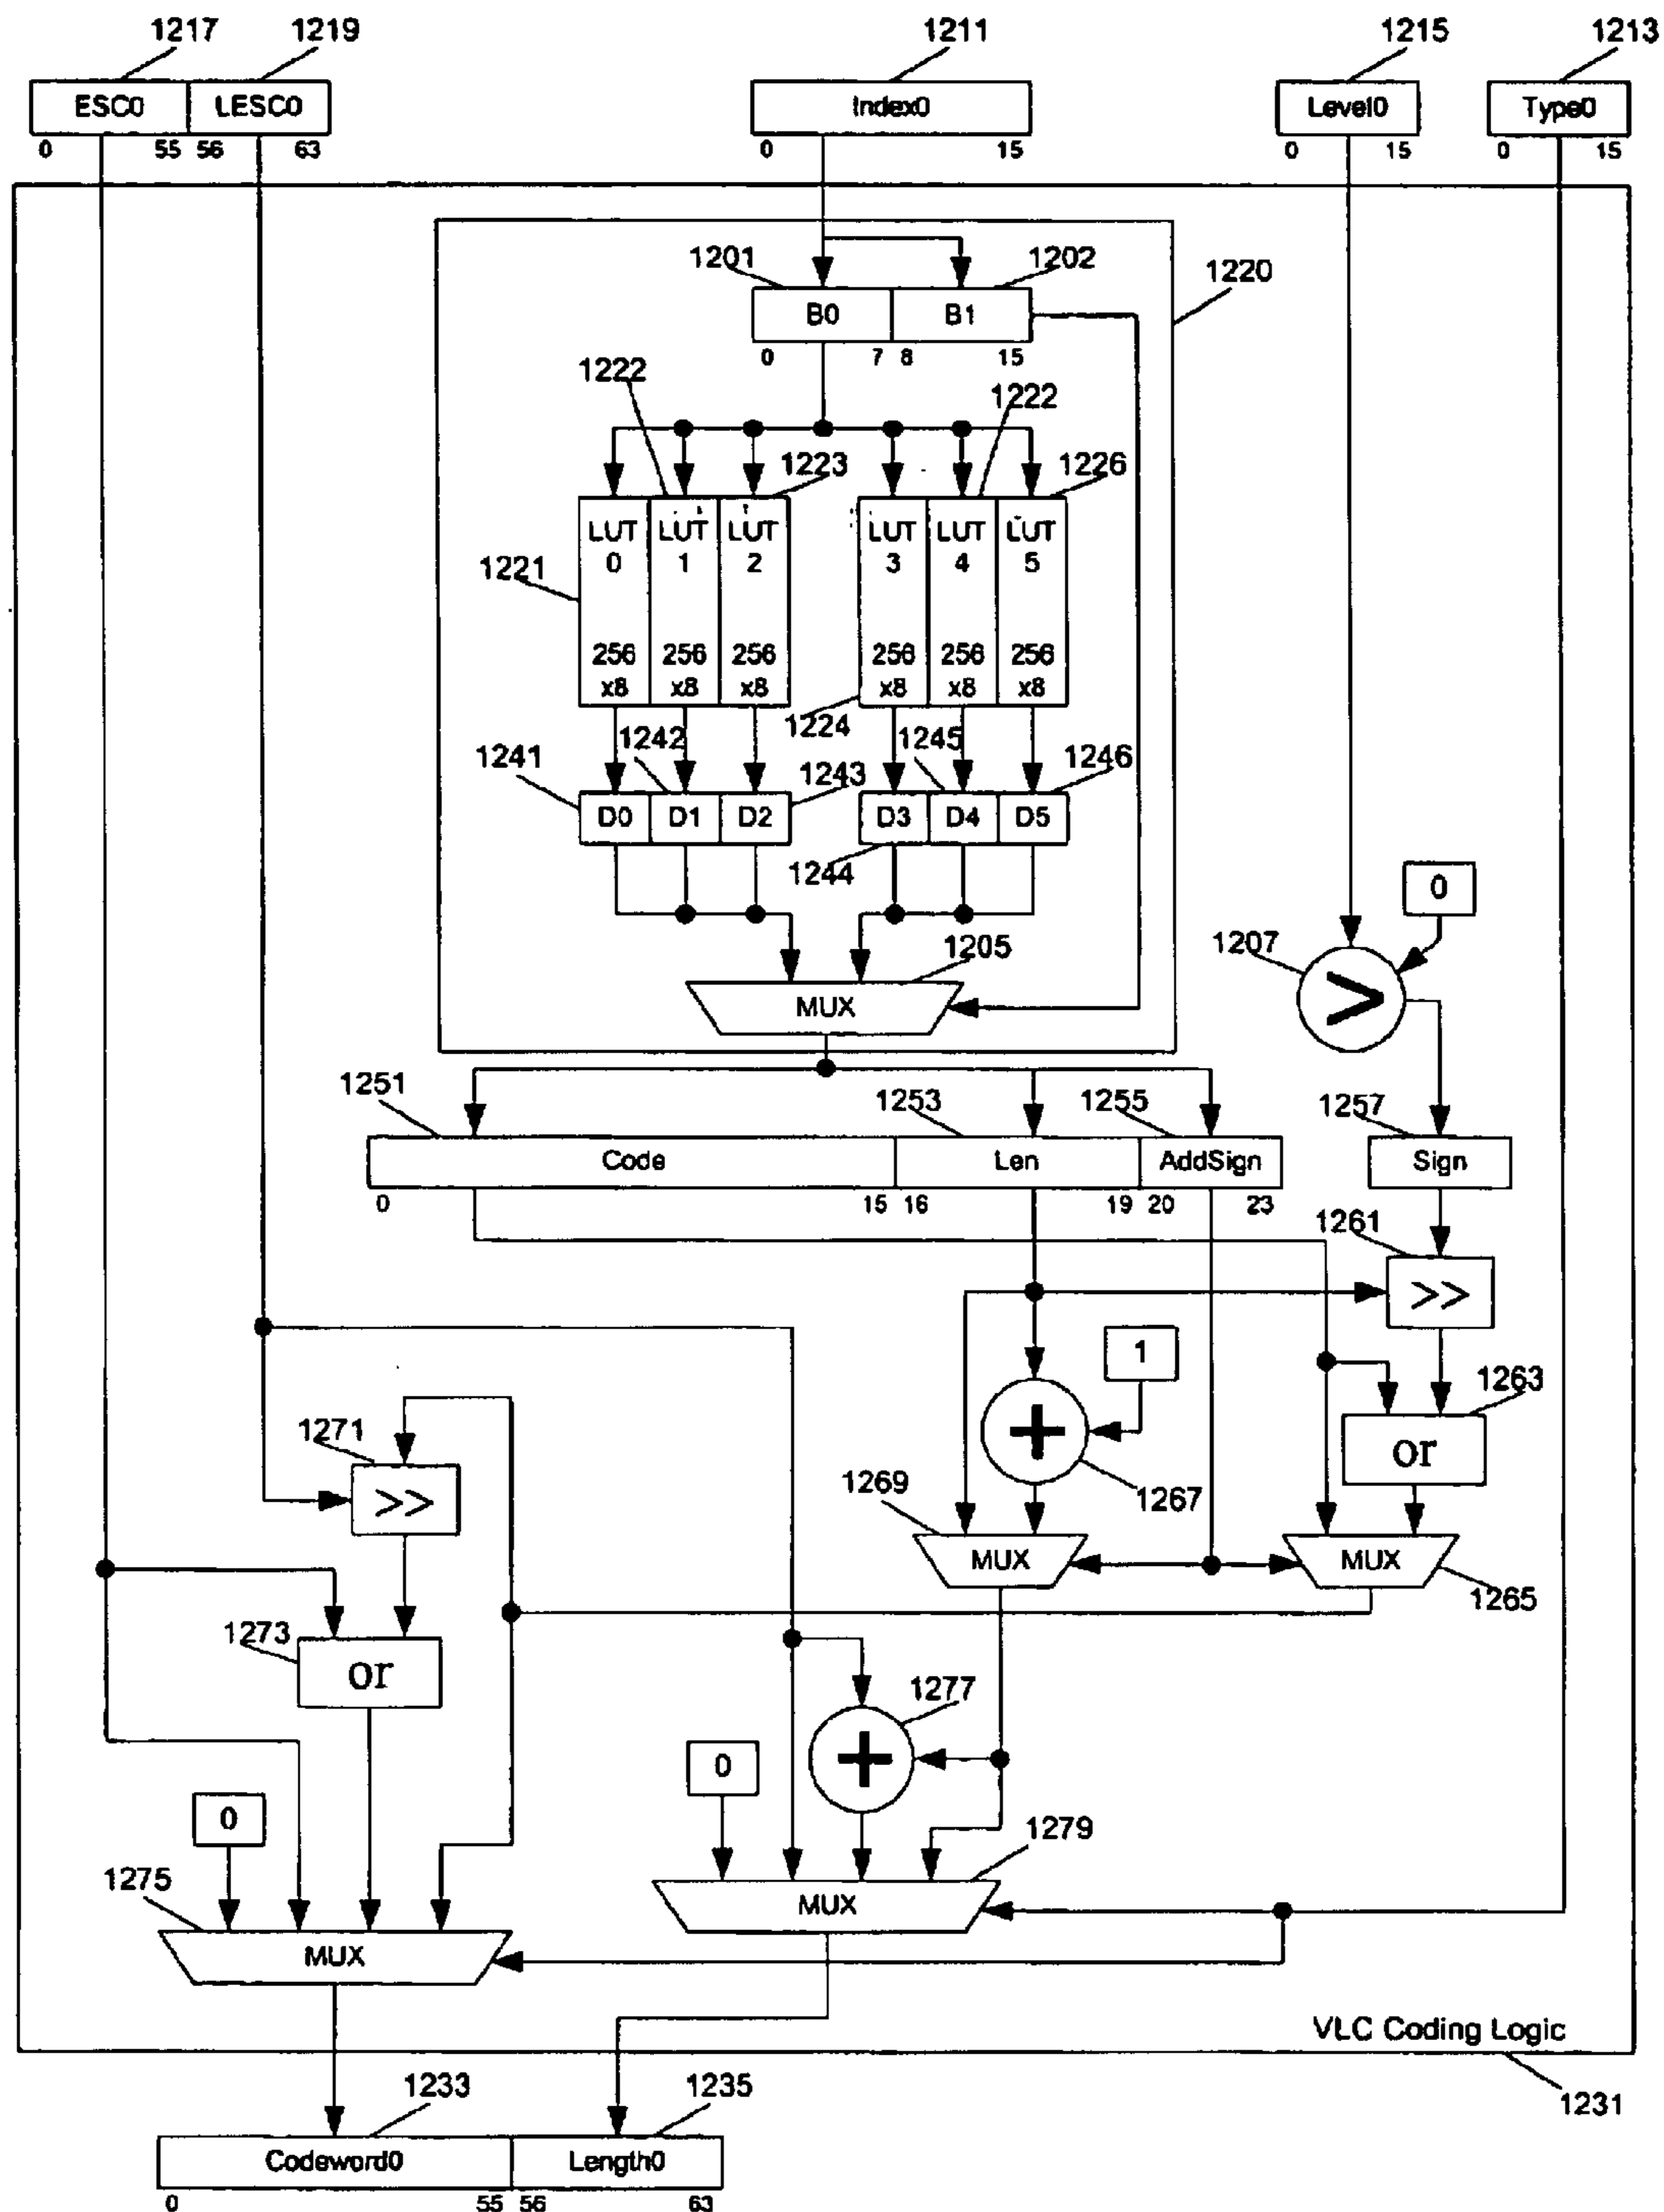 1217 1219 1211 1215 1213
ESC0 LESC0 Index0 Level0 Type0
0 55 56 63 0 15 0 15 0 15
1201 1202
1220
B0 B1
0 7 8 15
1222
1222
1223 1226
LUT 0 LUT 1 LUT 2 LUT 3 LUT 4 LUT 5
1221
256 x8 256 x8 256 x8 256 x8 256 x8 256 x8
1224
1242 1245
1241 1243 1246
D0 D1 D2 D3 D4 D5
1244
0
1205
1207
MUX >
1251 1253 1255 1257
Code Len AddSign Sign
0 15 16 19 20 23
1261
>>
1
1263
1271
+ or
>>
1269 1267
MUX MUX
1265
1273
or
1277
0 +
0
1279
1275
MUX
MUX
VLC Coding Logic
1233 1235
1231
Codeword0 Length0
0 55 56 63